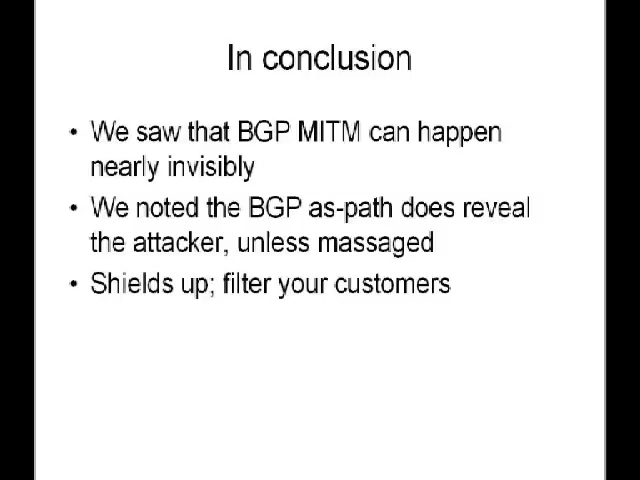 In conclusion
• We saw that BGP MITM can happen
nearly invisibly
• We noted the BGP as-path does reveal
the attacker, unless massaged
• Shields up; filter your customers